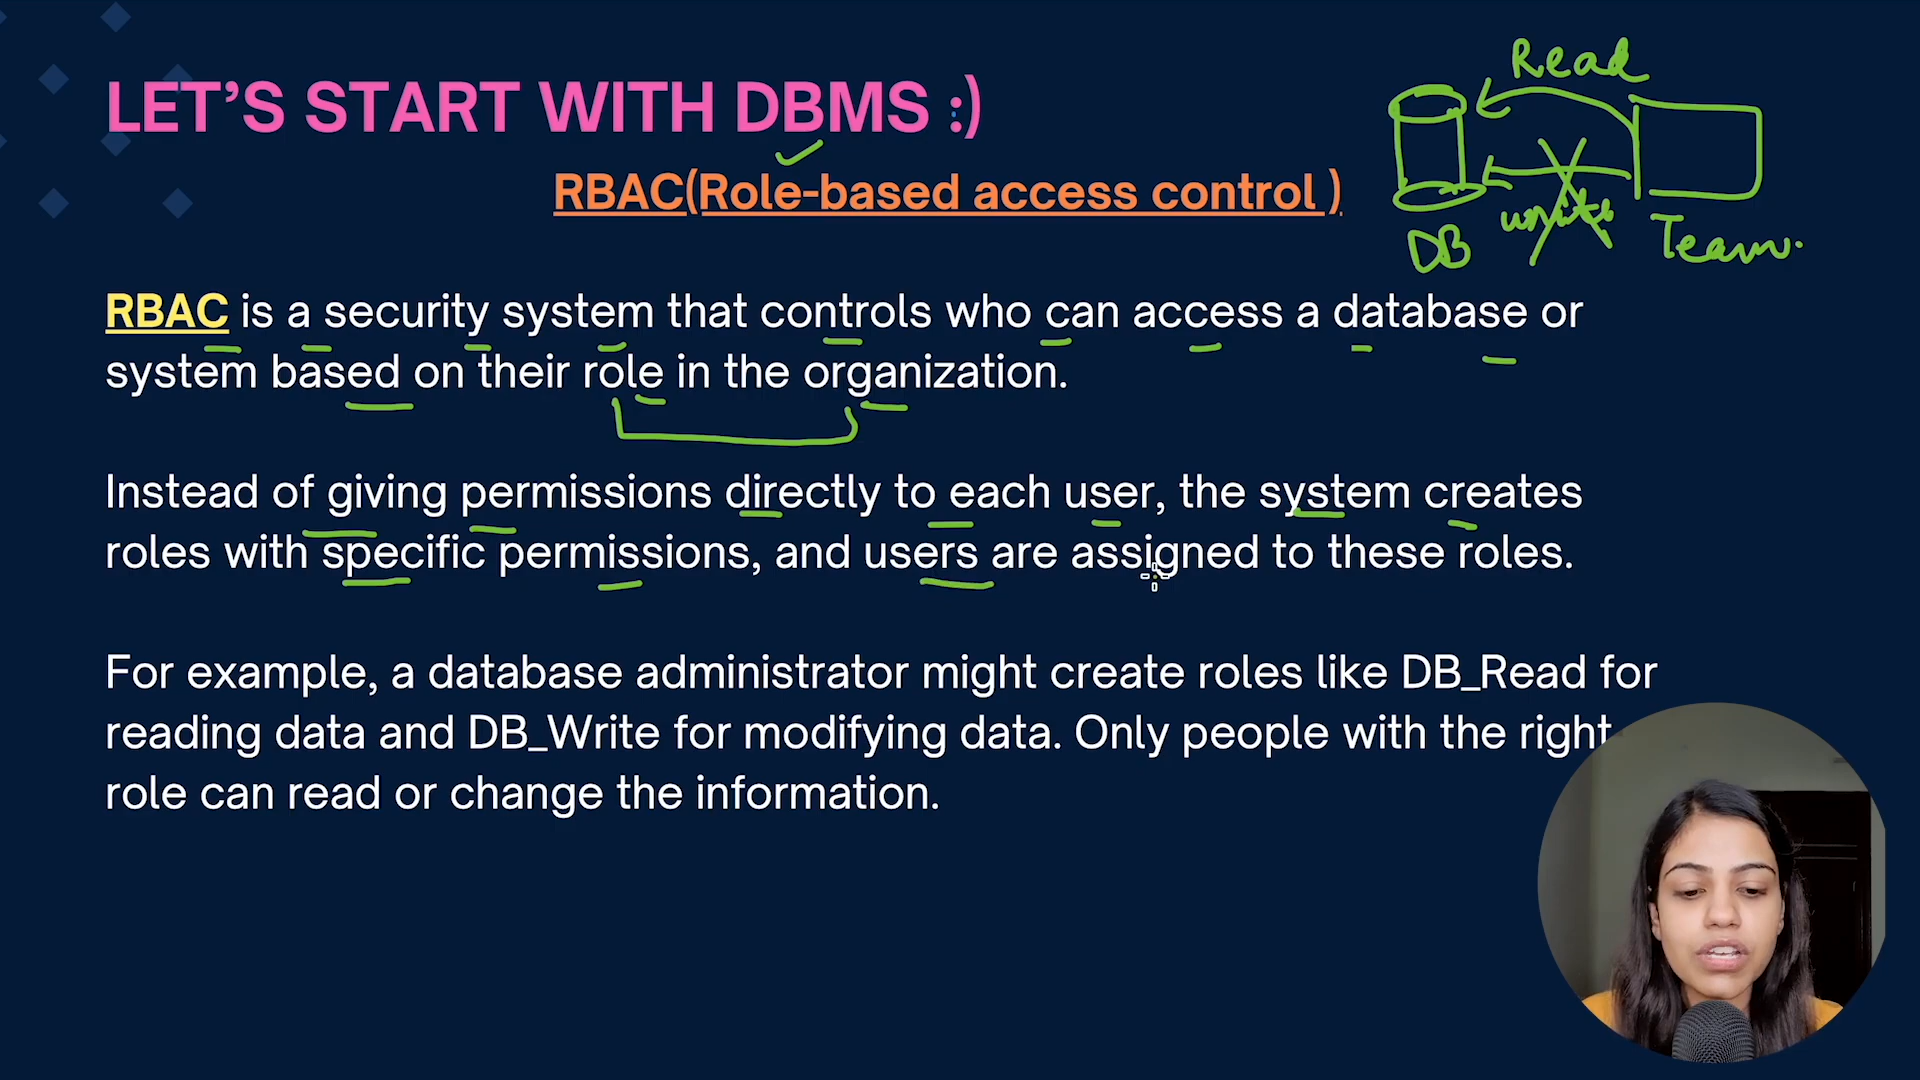 LET'S START WITH DBMS :)
RBAC(Role-based access control )
Read
write
DB
Team.
RBAC is a security system that controls who can access a database or
system based on their role in the organization.
Instead of giving permissions directly to each user, the system creates
roles with specific permissions, and users are assigned to these roles.
For example, a database administrator might create roles like DB_Read for
reading data and DB_Write for modifying data. Only people with the right
role can read or change the information.